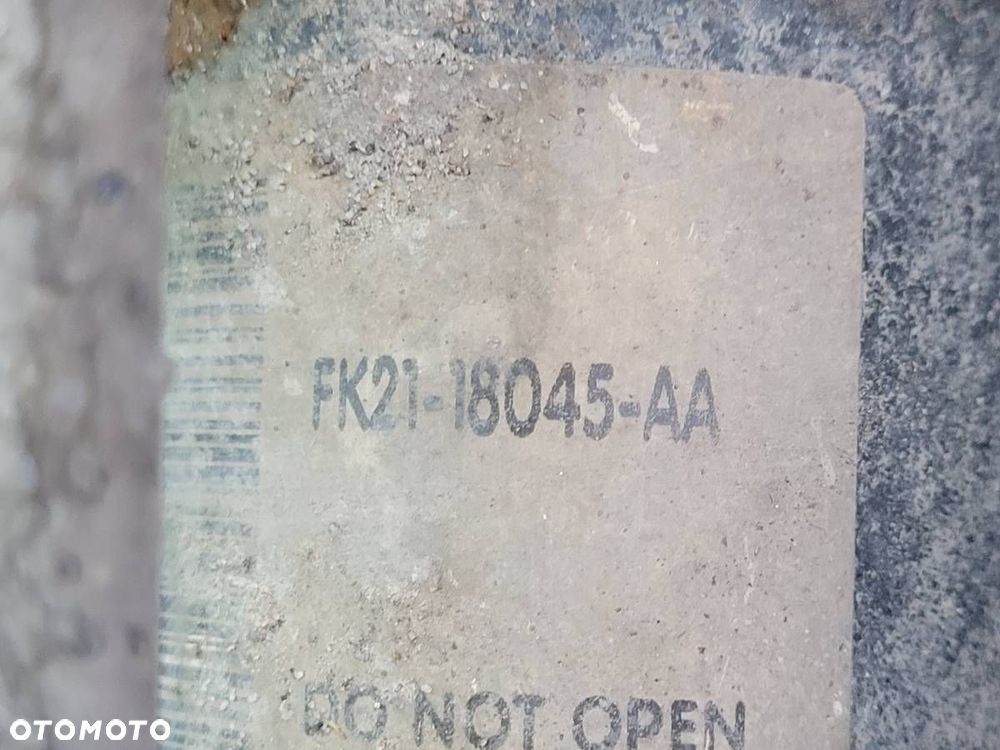 FK21-18045-AA
DO NOT OPEN
OTOMOTO